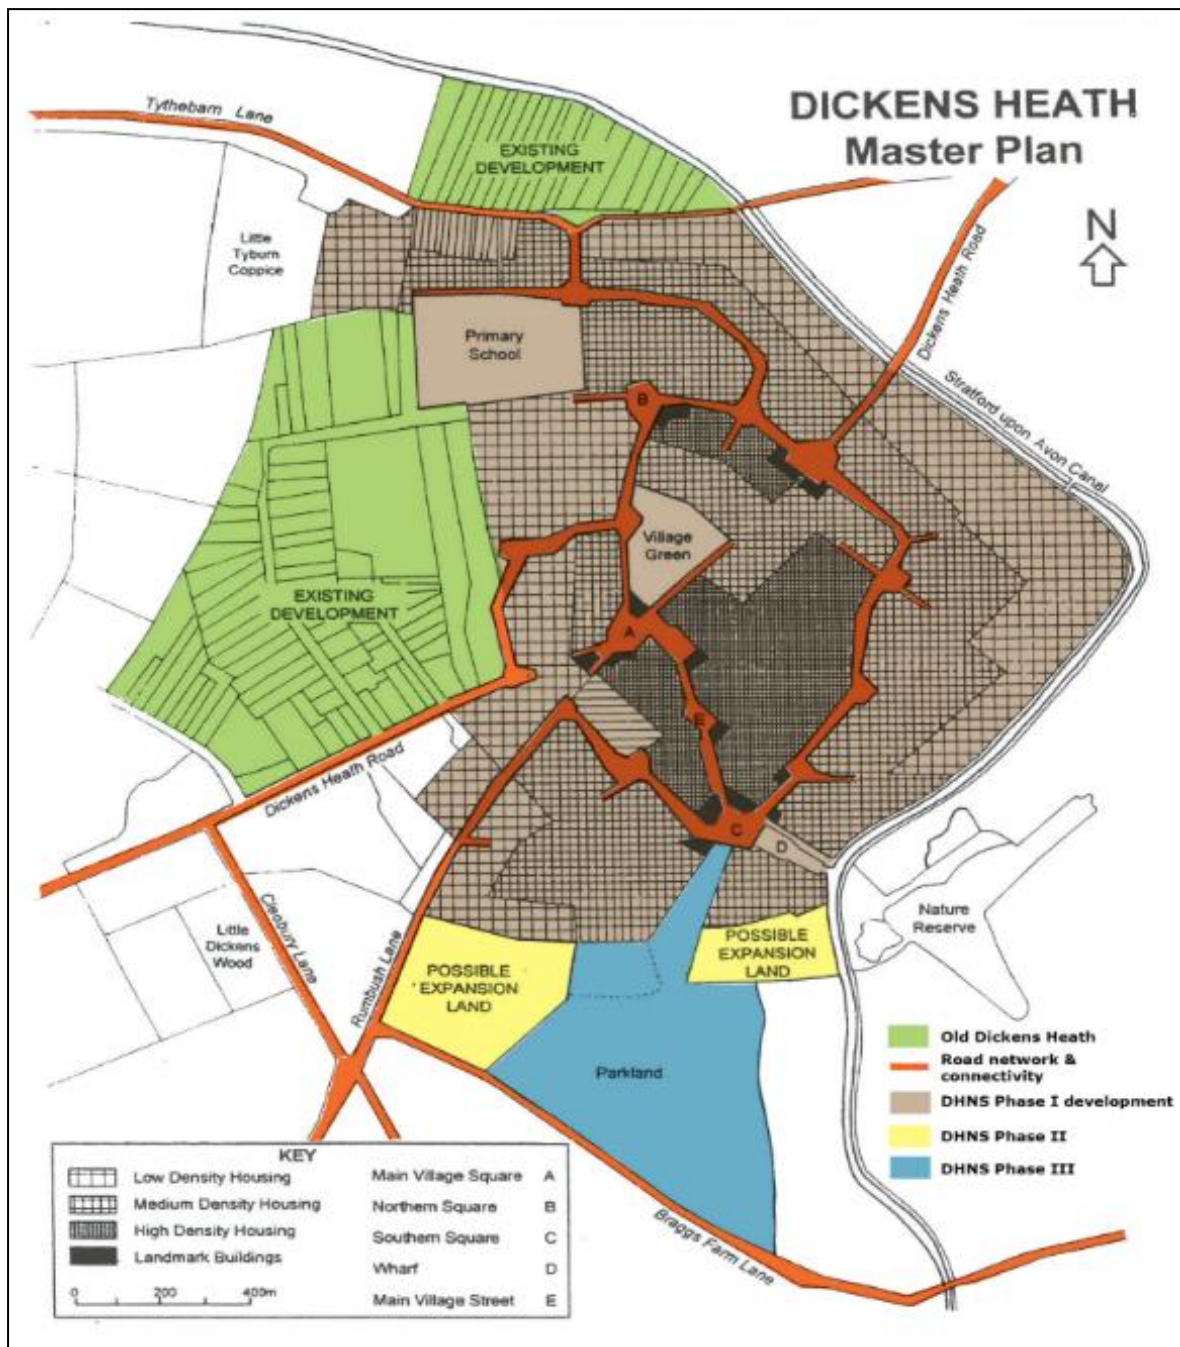 DICKENS HEATH
Master Plan
N
Tythebarn Lane
EXISTING
DEVELOPMENT
Little
Tyburn
Coppice
Primary
School
Dickens Heath Road
Stratford upon Avon Canal
B
Village
Green
EXISTING
DEVELOPMENT
A
E
Dickens Heath Road
C
D
Nature
Reserve
Little
Dickens
Wood
Cleobury Lane
Rumbush Lane
POSSIBLE
EXPANSION
LAND
POSSIBLE
EXPANSION
LAND
Parkland
Braggs Farm Lane
Old Dickens Heath
Road network &
connectivity
DHNS Phase I development
DHNS Phase II
DHNS Phase III
KEY
Low Density Housing
Medium Density Housing
High Density Housing
Landmark Buildings
0 200 400m
Main Village Square A
Northern Square B
Southern Square C
Wharf D
Main Village Street E